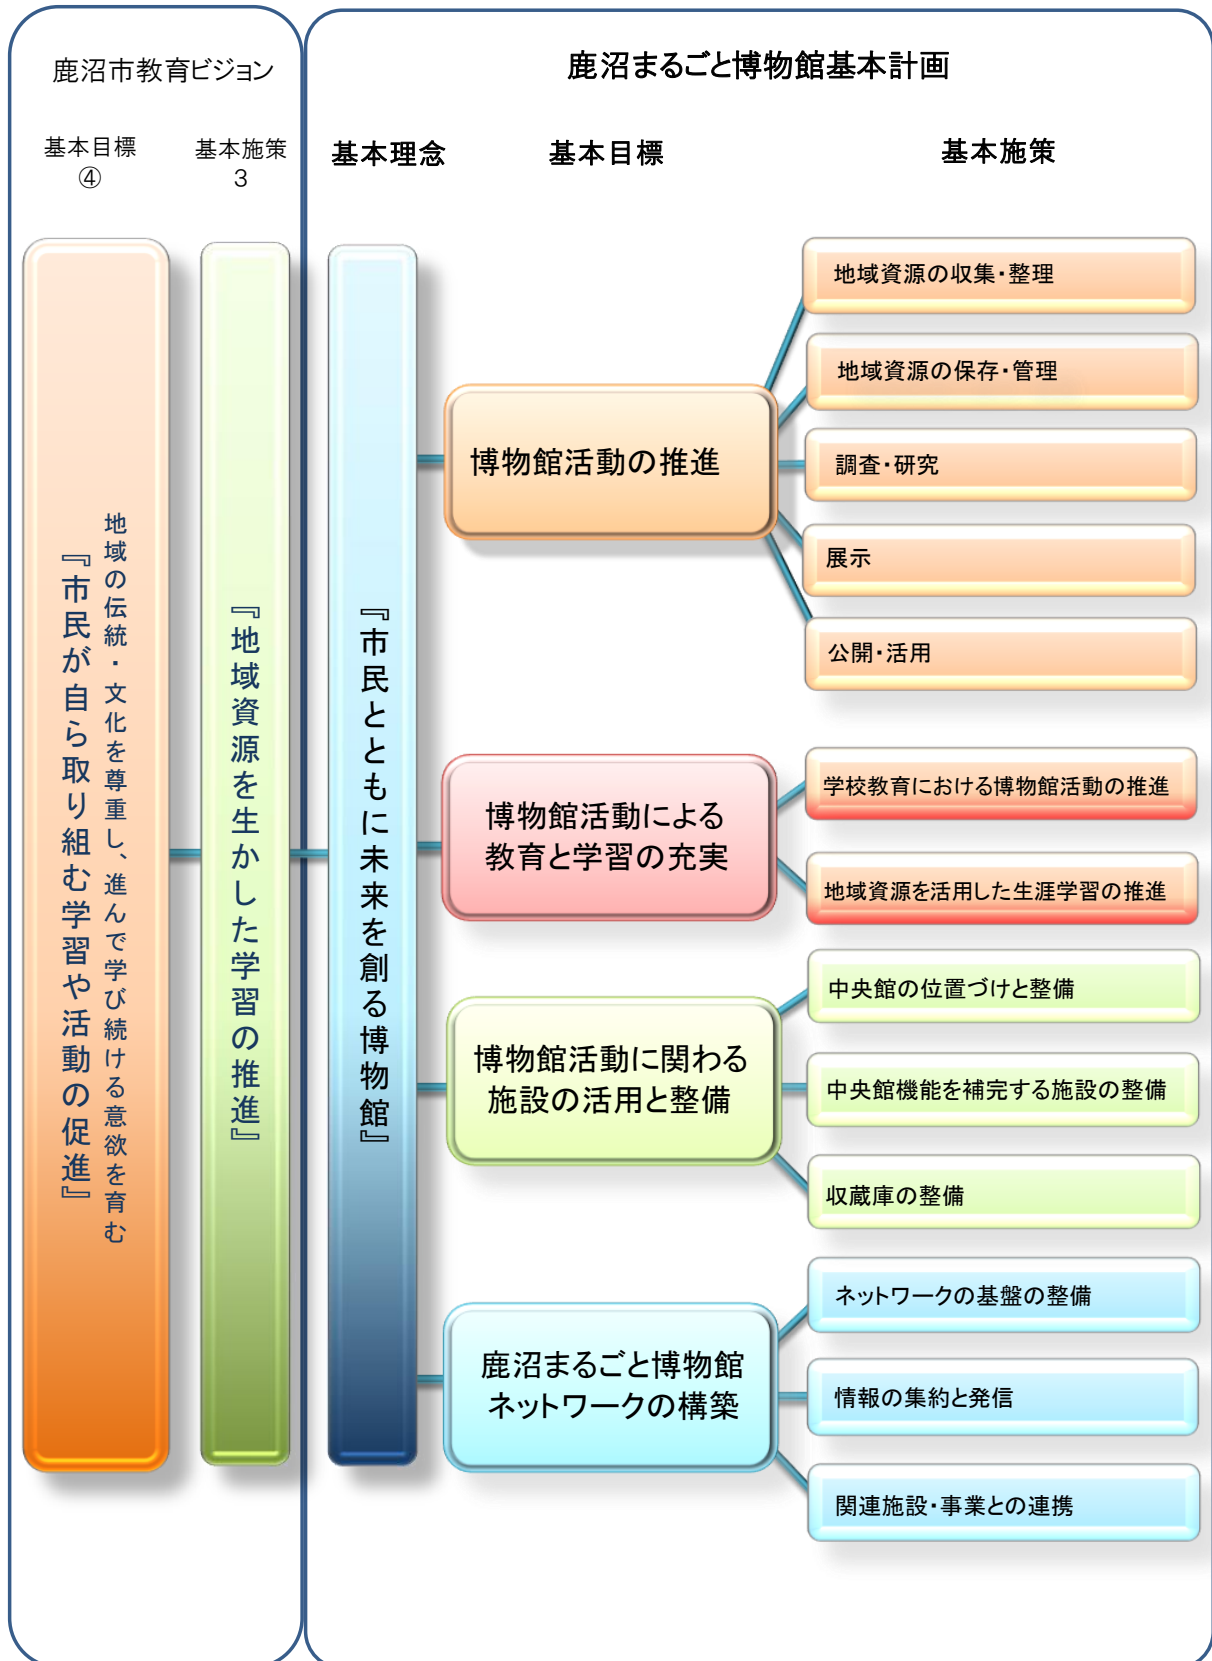 鹿沼市教育ビジョン
基本目標
④
基本施策
3
地域の伝統・文化を尊重し、進んで学び続ける意欲を育む
『市民が自ら取り組む学習や活動の促進』
『地域資源を生かした学習の推進』
鹿沼まるごと博物館基本計画
基本理念
基本目標
基本施策
『市民とともに未来を創る博物館』
博物館活動の推進
地域資源の収集・整理
地域資源の保存・管理
調査・研究
展示
公開・活用
博物館活動による
教育と学習の充実
学校教育における博物館活動の推進
地域資源を活用した生涯学習の推進
博物館活動に関わる
施設の活用と整備
中央館の位置づけと整備
中央館機能を補完する施設の整備
収蔵庫の整備
鹿沼まるごと博物館
ネットワークの構築
ネットワークの基盤の整備
情報の集約と発信
関連施設・事業との連携